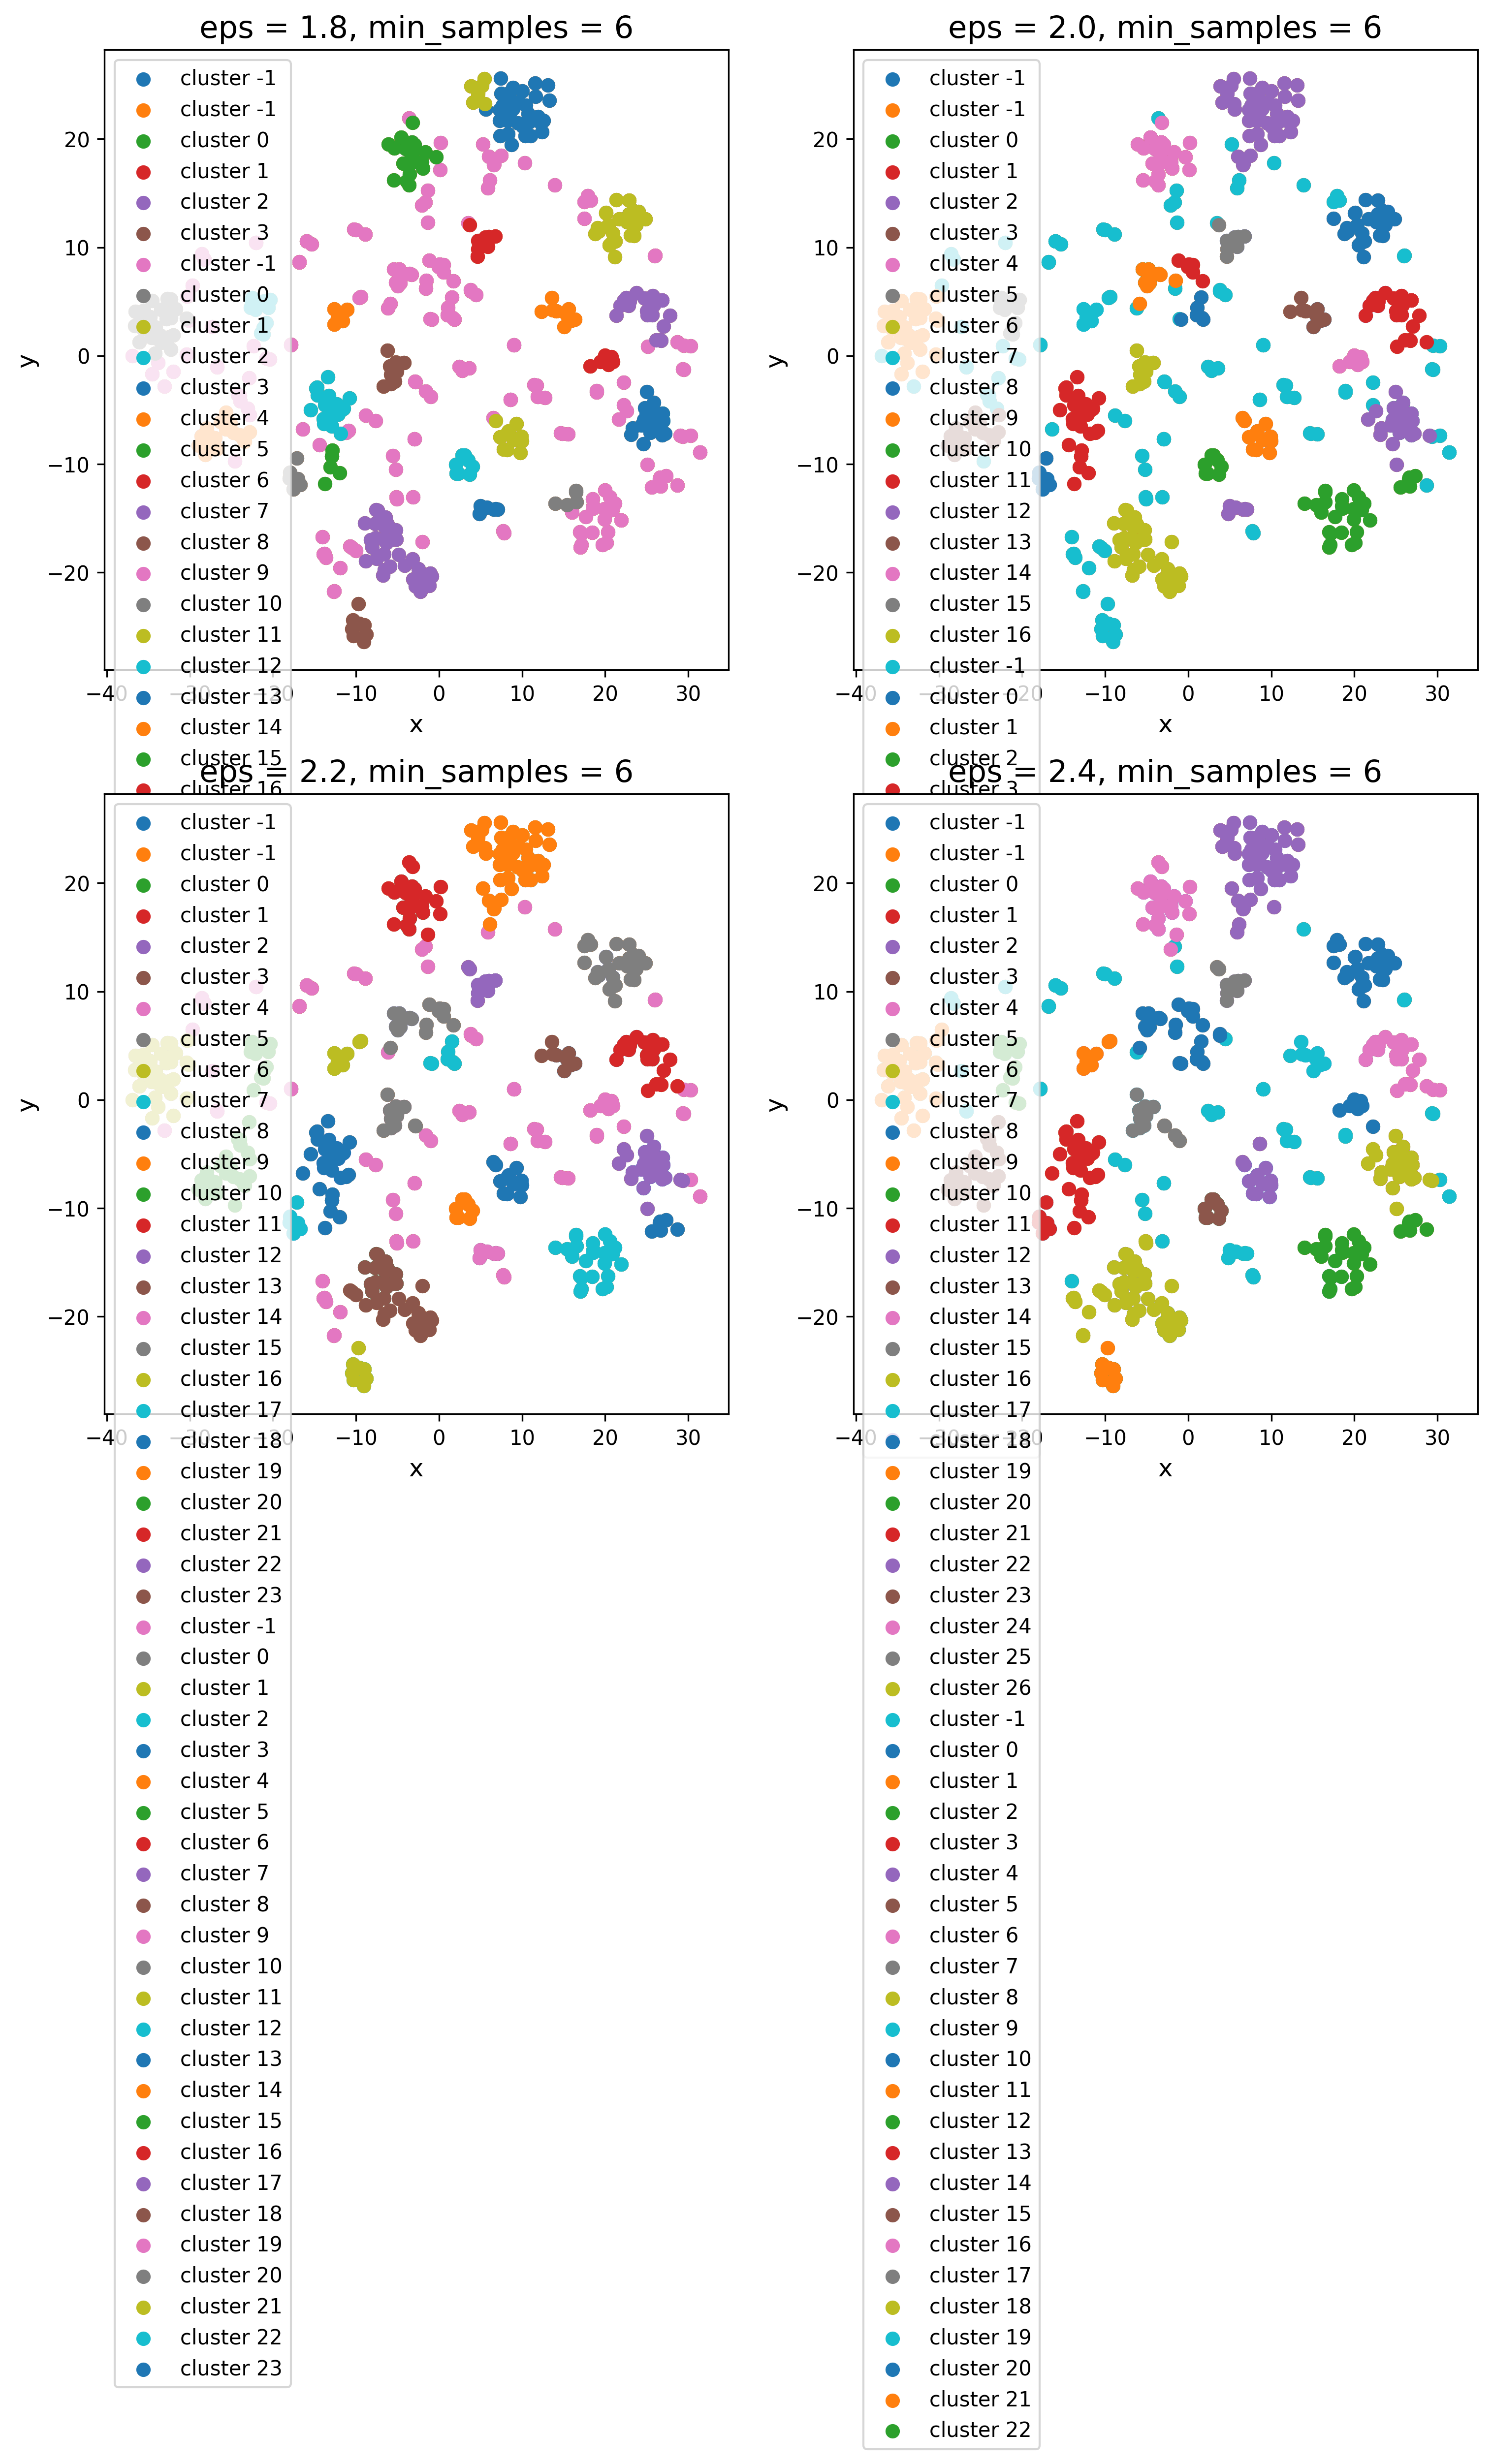 eps = 1.8, min_samples = 6
cluster -1
cluster -1
cluster 0
cluster 1
cluster 2
cluster 3
cluster -1
cluster 0
cluster 1
cluster 2
cluster 3
cluster 4
cluster 5
cluster 6
cluster 7
cluster 8
cluster 9
cluster 10
cluster 11
cluster 12
cluster 13
cluster 14
cluster 15
cluster 16
20
10
0
−10
−20
y
−40 −20 −10 0 10 20 30
x
eps = 2.0, min_samples = 6
cluster -1
cluster -1
cluster 0
cluster 1
cluster 2
cluster 3
cluster 4
cluster 5
cluster 6
cluster 7
cluster 8
cluster 9
cluster 10
cluster 11
cluster 12
cluster 13
cluster 14
cluster 15
cluster 16
cluster -1
cluster 0
cluster 1
cluster 2
cluster 3
20
10
0
−10
−20
y
−40 −10 0 10 20 30
x
eps = 2.2, min_samples = 6
cluster -1
cluster -1
cluster 0
cluster 1
cluster 2
cluster 3
cluster 4
cluster 5
cluster 6
cluster 7
cluster 8
cluster 9
cluster 10
cluster 11
cluster 12
cluster 13
cluster 14
cluster 15
cluster 16
cluster 17
cluster 18
cluster 19
cluster 20
cluster 21
cluster 22
cluster 23
cluster -1
cluster 0
cluster 1
cluster 2
cluster 3
cluster 4
cluster 5
cluster 6
cluster 7
cluster 8
cluster 9
cluster 10
cluster 11
cluster 12
cluster 13
cluster 14
cluster 15
cluster 16
cluster 17
cluster 18
cluster 19
cluster 20
cluster 21
cluster 22
cluster 23
20
10
0
−10
−20
y
−40 −10 0 10 20 30
x
eps = 2.4, min_samples = 6
cluster -1
cluster -1
cluster 0
cluster 1
cluster 2
cluster 3
cluster 4
cluster 5
cluster 6
cluster 7
cluster 8
cluster 9
cluster 10
cluster 11
cluster 12
cluster 13
cluster 14
cluster 15
cluster 16
cluster 17
cluster 18
cluster 19
cluster 20
cluster 21
cluster 22
cluster 23
cluster 24
cluster 25
cluster 26
cluster -1
cluster 0
cluster 1
cluster 2
cluster 3
cluster 4
cluster 5
cluster 6
cluster 7
cluster 8
cluster 9
cluster 10
cluster 11
cluster 12
cluster 13
cluster 14
cluster 15
cluster 16
cluster 17
cluster 18
cluster 19
cluster 20
cluster 21
cluster 22
20
10
0
−10
−20
y
−40 −10 0 10 20 30
x